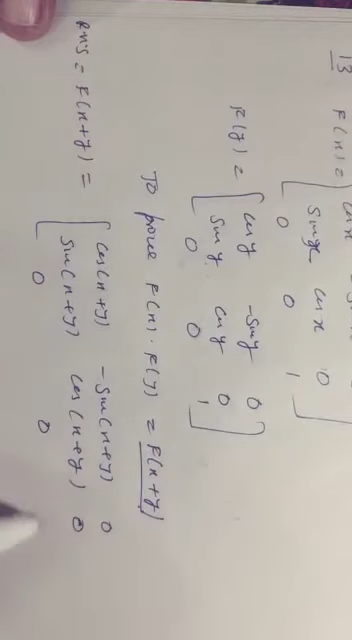 13 F(x) = [ cos x -sin
sin x cos x 0
0 0 1 ]
F(y) = [ cos y -sin y 0
sin y cos y 0
0 0 1 ]
To prove F(x) . F(y) = F(x+y)
RHS = F(x+y) = [ cos(x+y) -sin(x+y) 0
sin(x+y) cos(x+y) 0
0 0